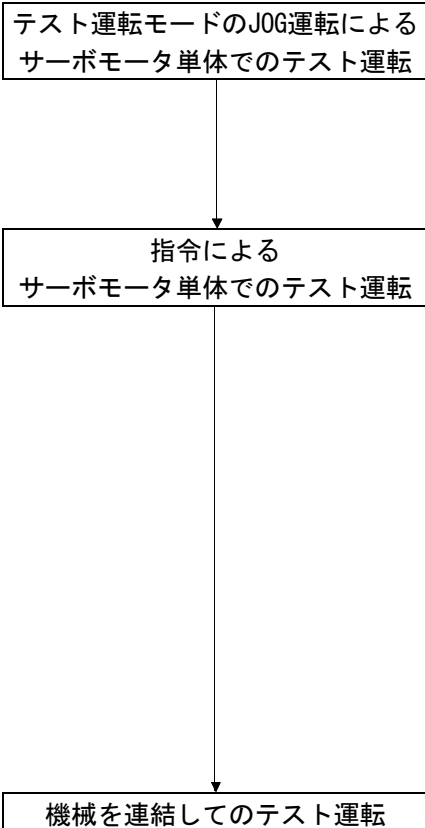 テスト運転モードのJOG運転による
サーボモータ単体でのテスト運転
指令による
サーボモータ単体でのテスト運転
機械を連結してのテスト運転